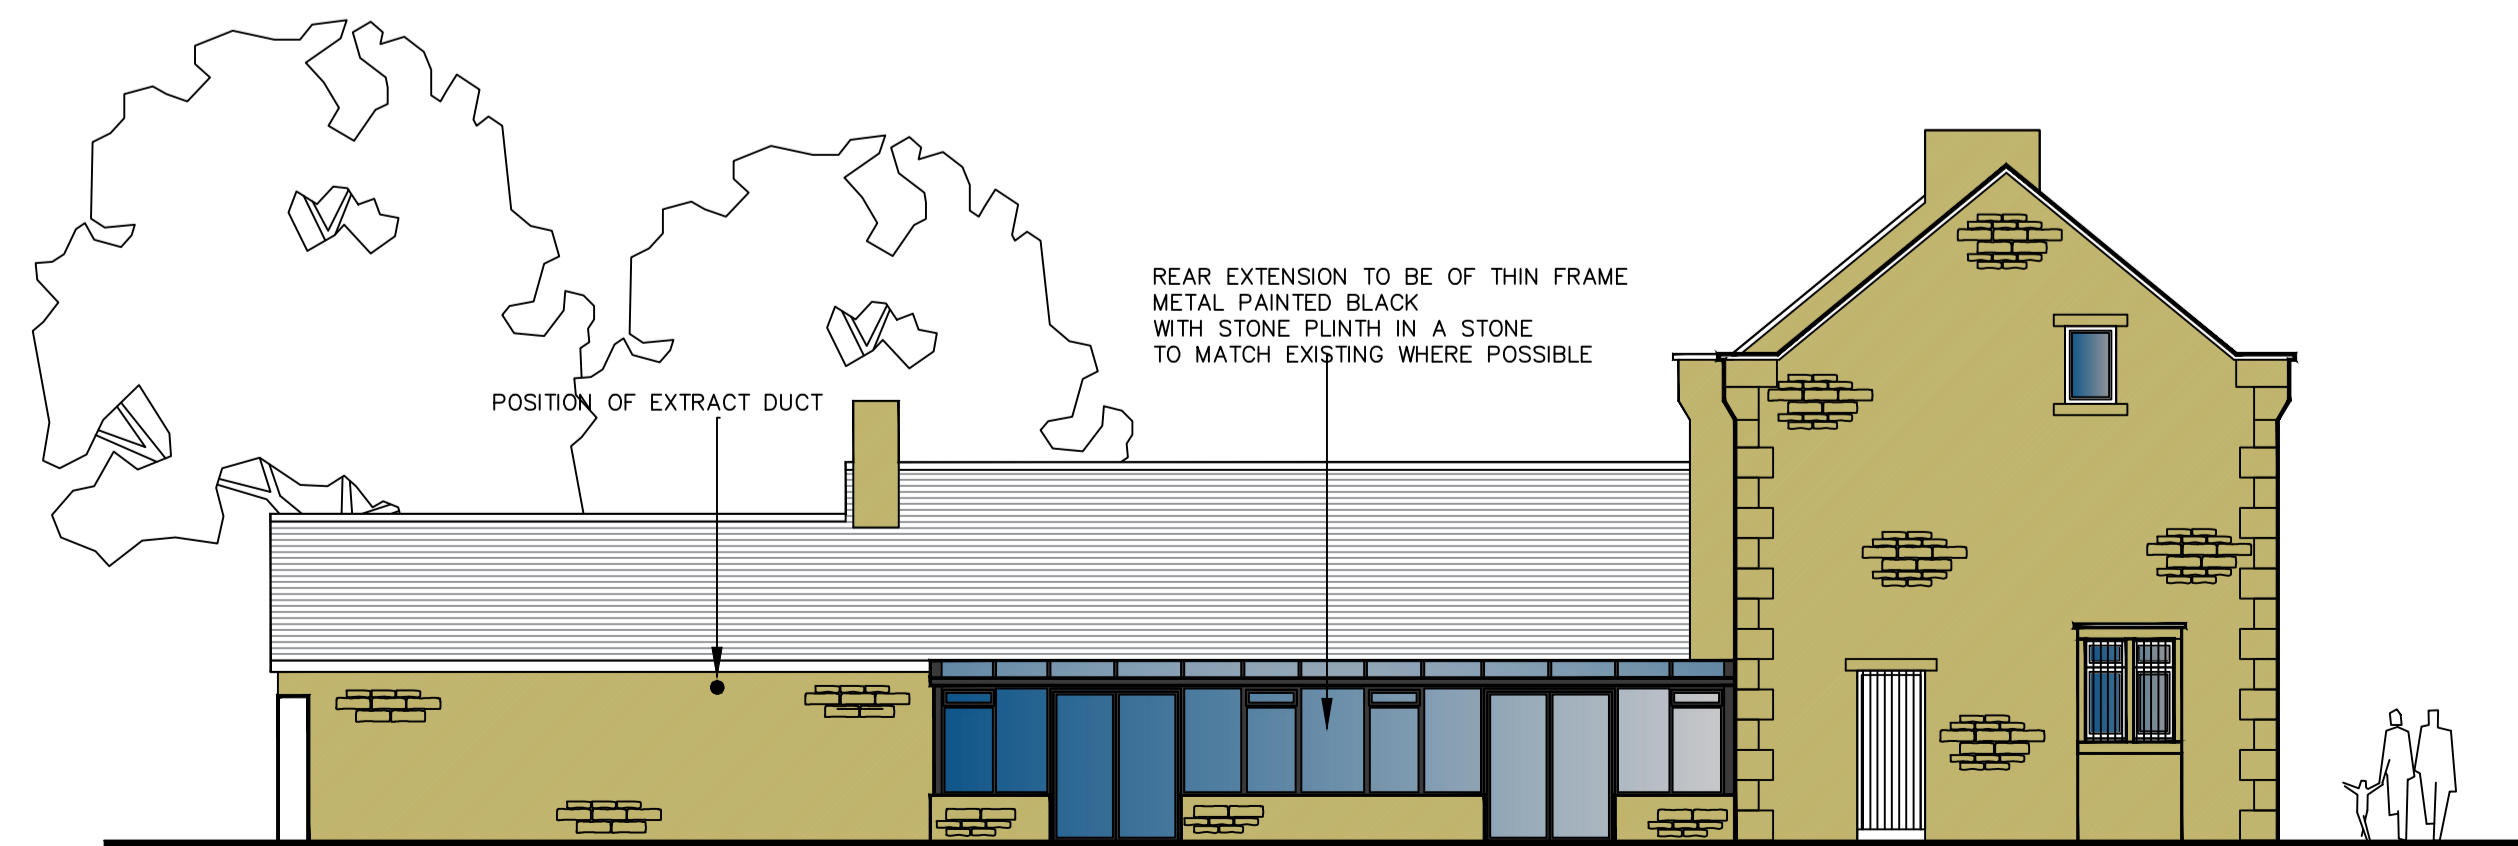 REAR EXTENSION TO BE OF THIN FRAME
METAL PAINTED BLACK
WITH STONE PLINTH IN A STONE
TO MATCH EXISTING WHERE POSSIBLE
POSITION OF EXTRACT DUCT